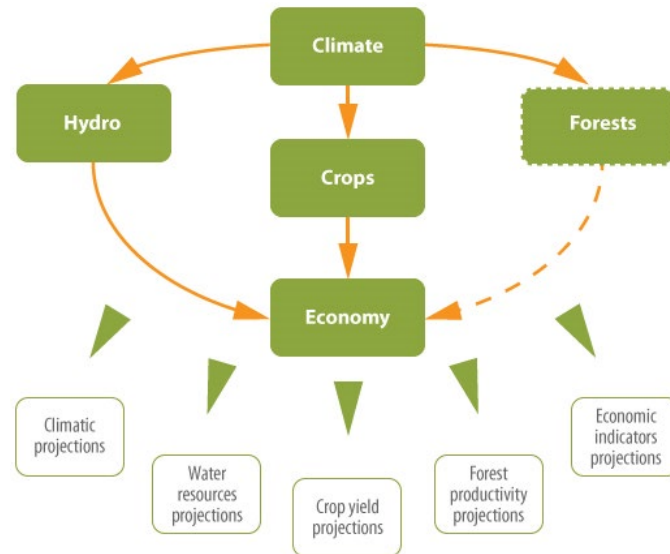 Climate
Hydro
Forests
Crops
Economy
Climatic
projections
Water
resources
projections
Crop yield
projections
Forest
productivity
projections
Economic
indicators
projections